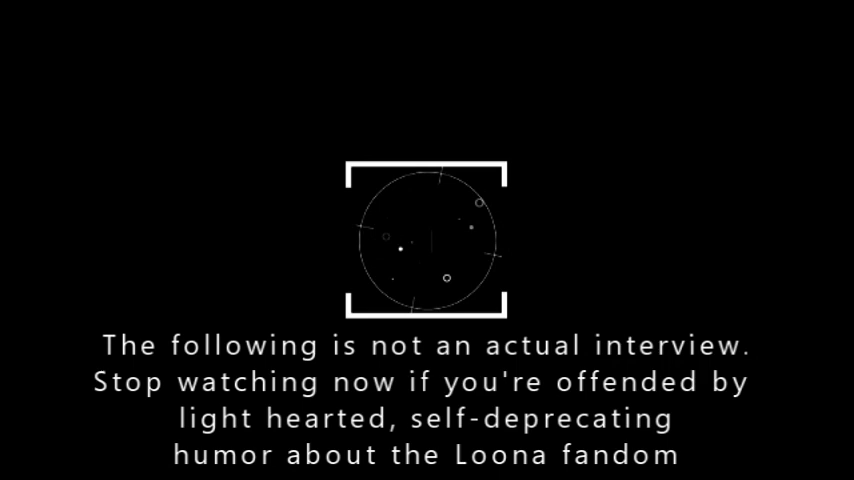 The following is not an actual interview.
Stop watching now if you're offended by
light hearted, self-deprecating
humor about the Loona fandom